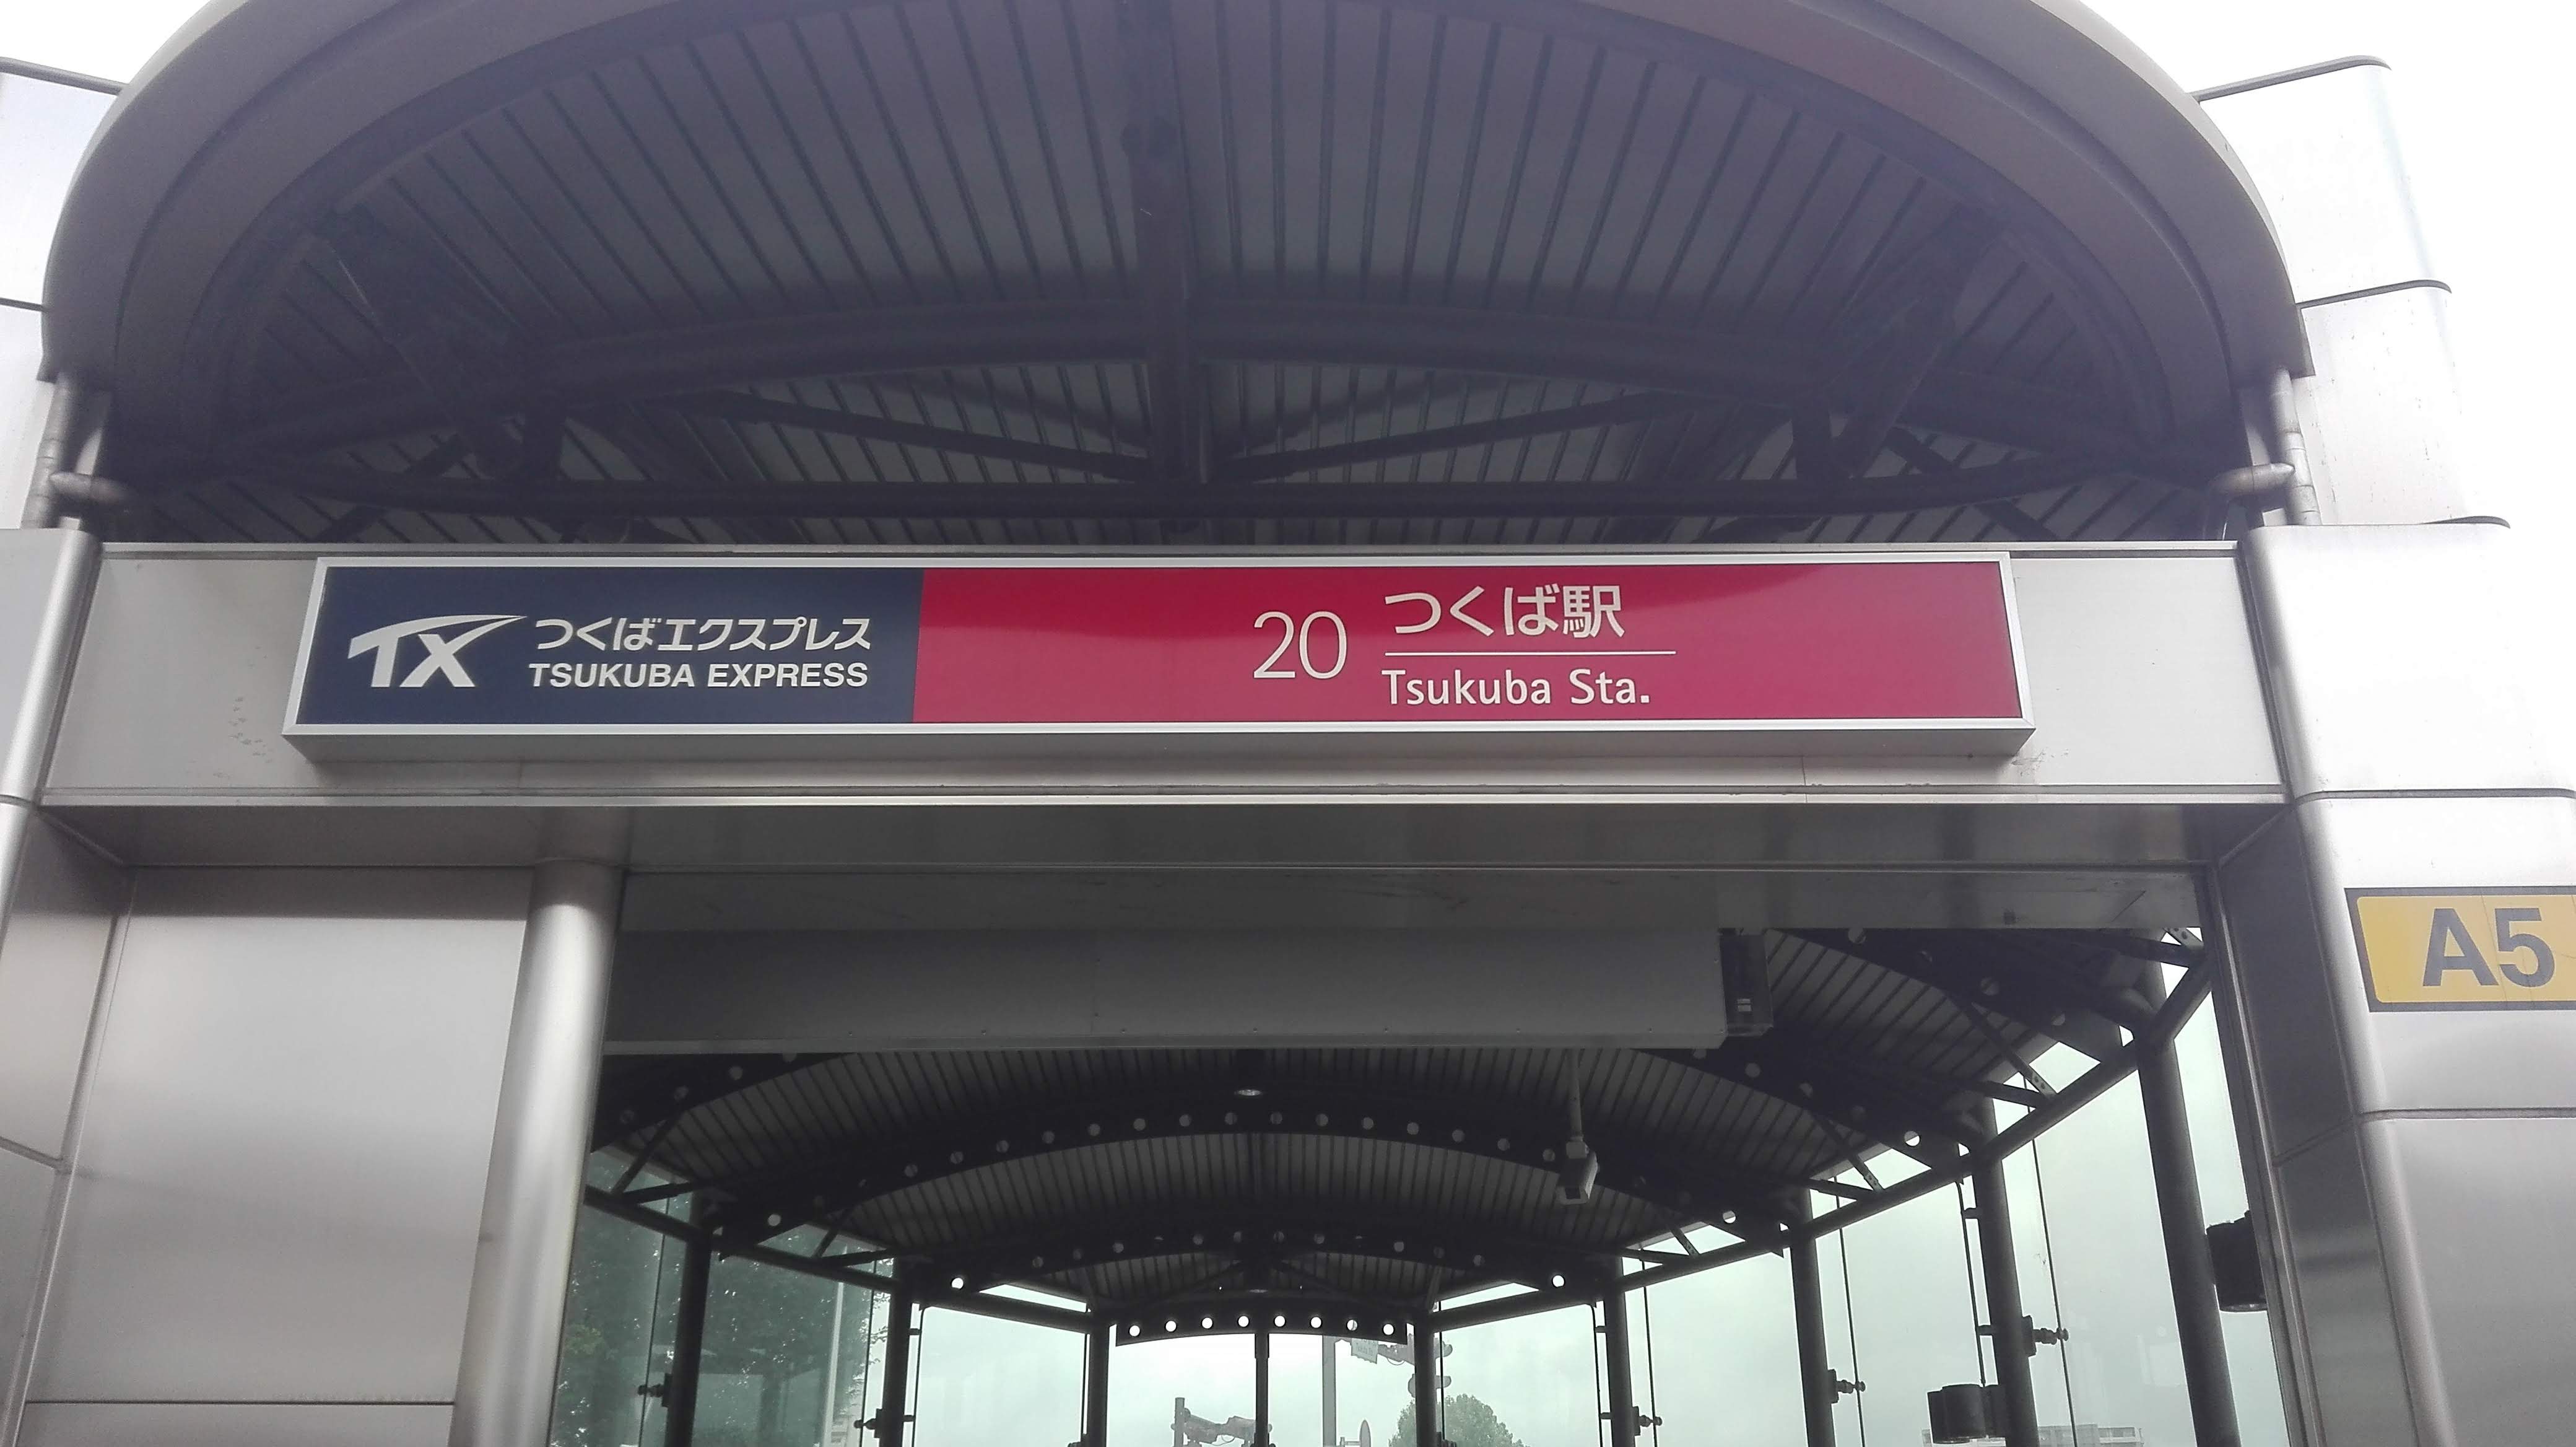 TX つくばエクスプレス
TSUKUBA EXPRESS
20 つくば駅
Tsukuba Sta.
A5